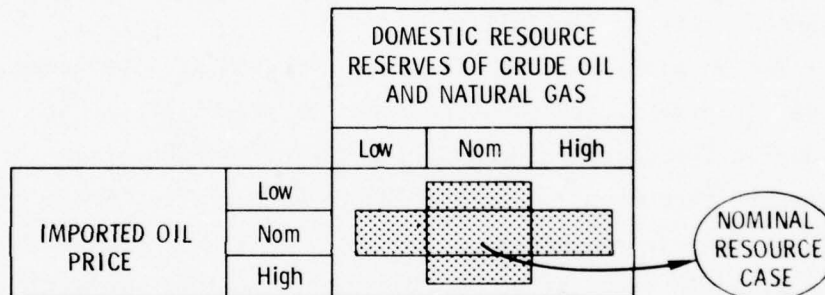 DOMESTIC RESOURCE
RESERVES OF CRUDE OIL
AND NATURAL GAS
Low Nom High
Low
IMPORTED OIL
PRICE
Nom
High
NOMINAL
RESOURCE
CASE